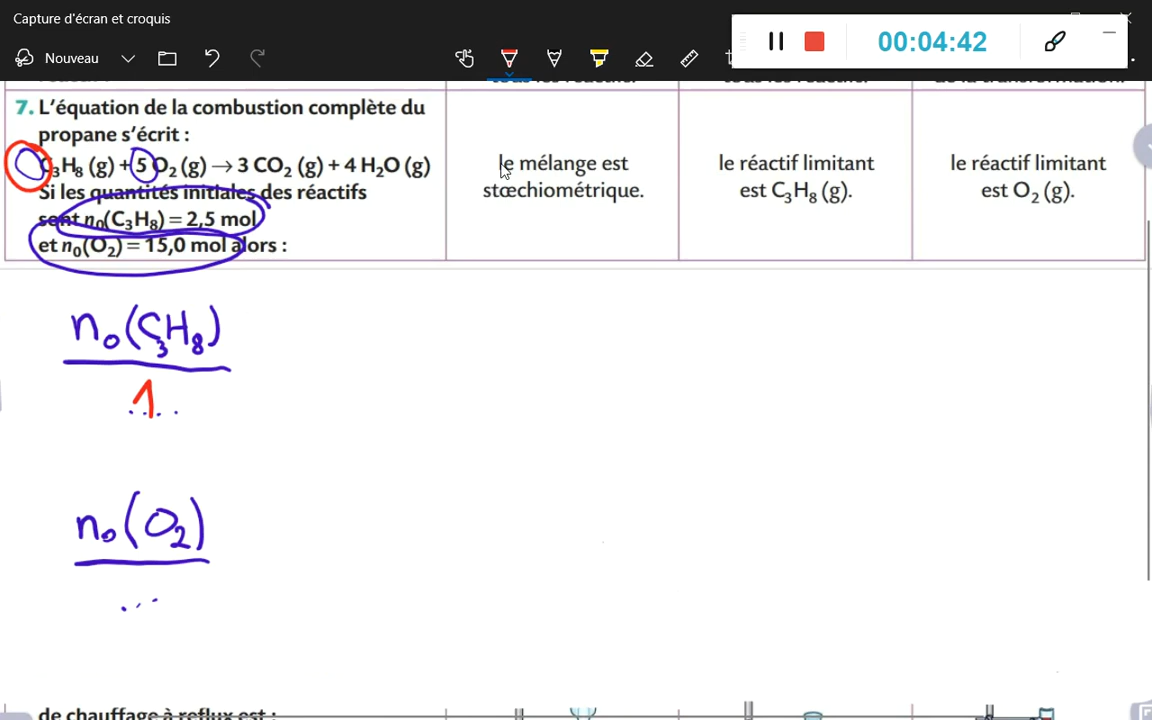 Capture d'écran et croquis
Nouveau
00:04:42
7. L'équation de la combustion complète du
propane s'écrit :
C₃H₈ (g) + 5 O₂ (g) → 3 CO₂ (g) + 4 H₂O (g)
Si les quantités initiales des réactifs
sont n₀(C₃H₈) = 2,5 mol
et n₀(O₂) = 15,0 mol alors :
le mélange est
stœchiométrique.
le réactif limitant
est C₃H₈ (g).
le réactif limitant
est O₂ (g).
n₀(C₃H₈)
1
....
n₀(O₂)
...
de chauffage à reflux est :